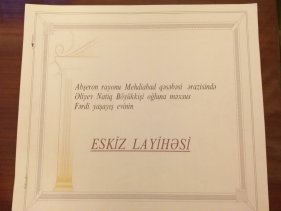 Abşeron rayonu Mehdiabad qəsəbəsi ərazisində
Əliyev Natiq Böyükkişi oğluna məxsus
Fərdi yaşayış evinin
ESKİZ LAYİHƏSİ